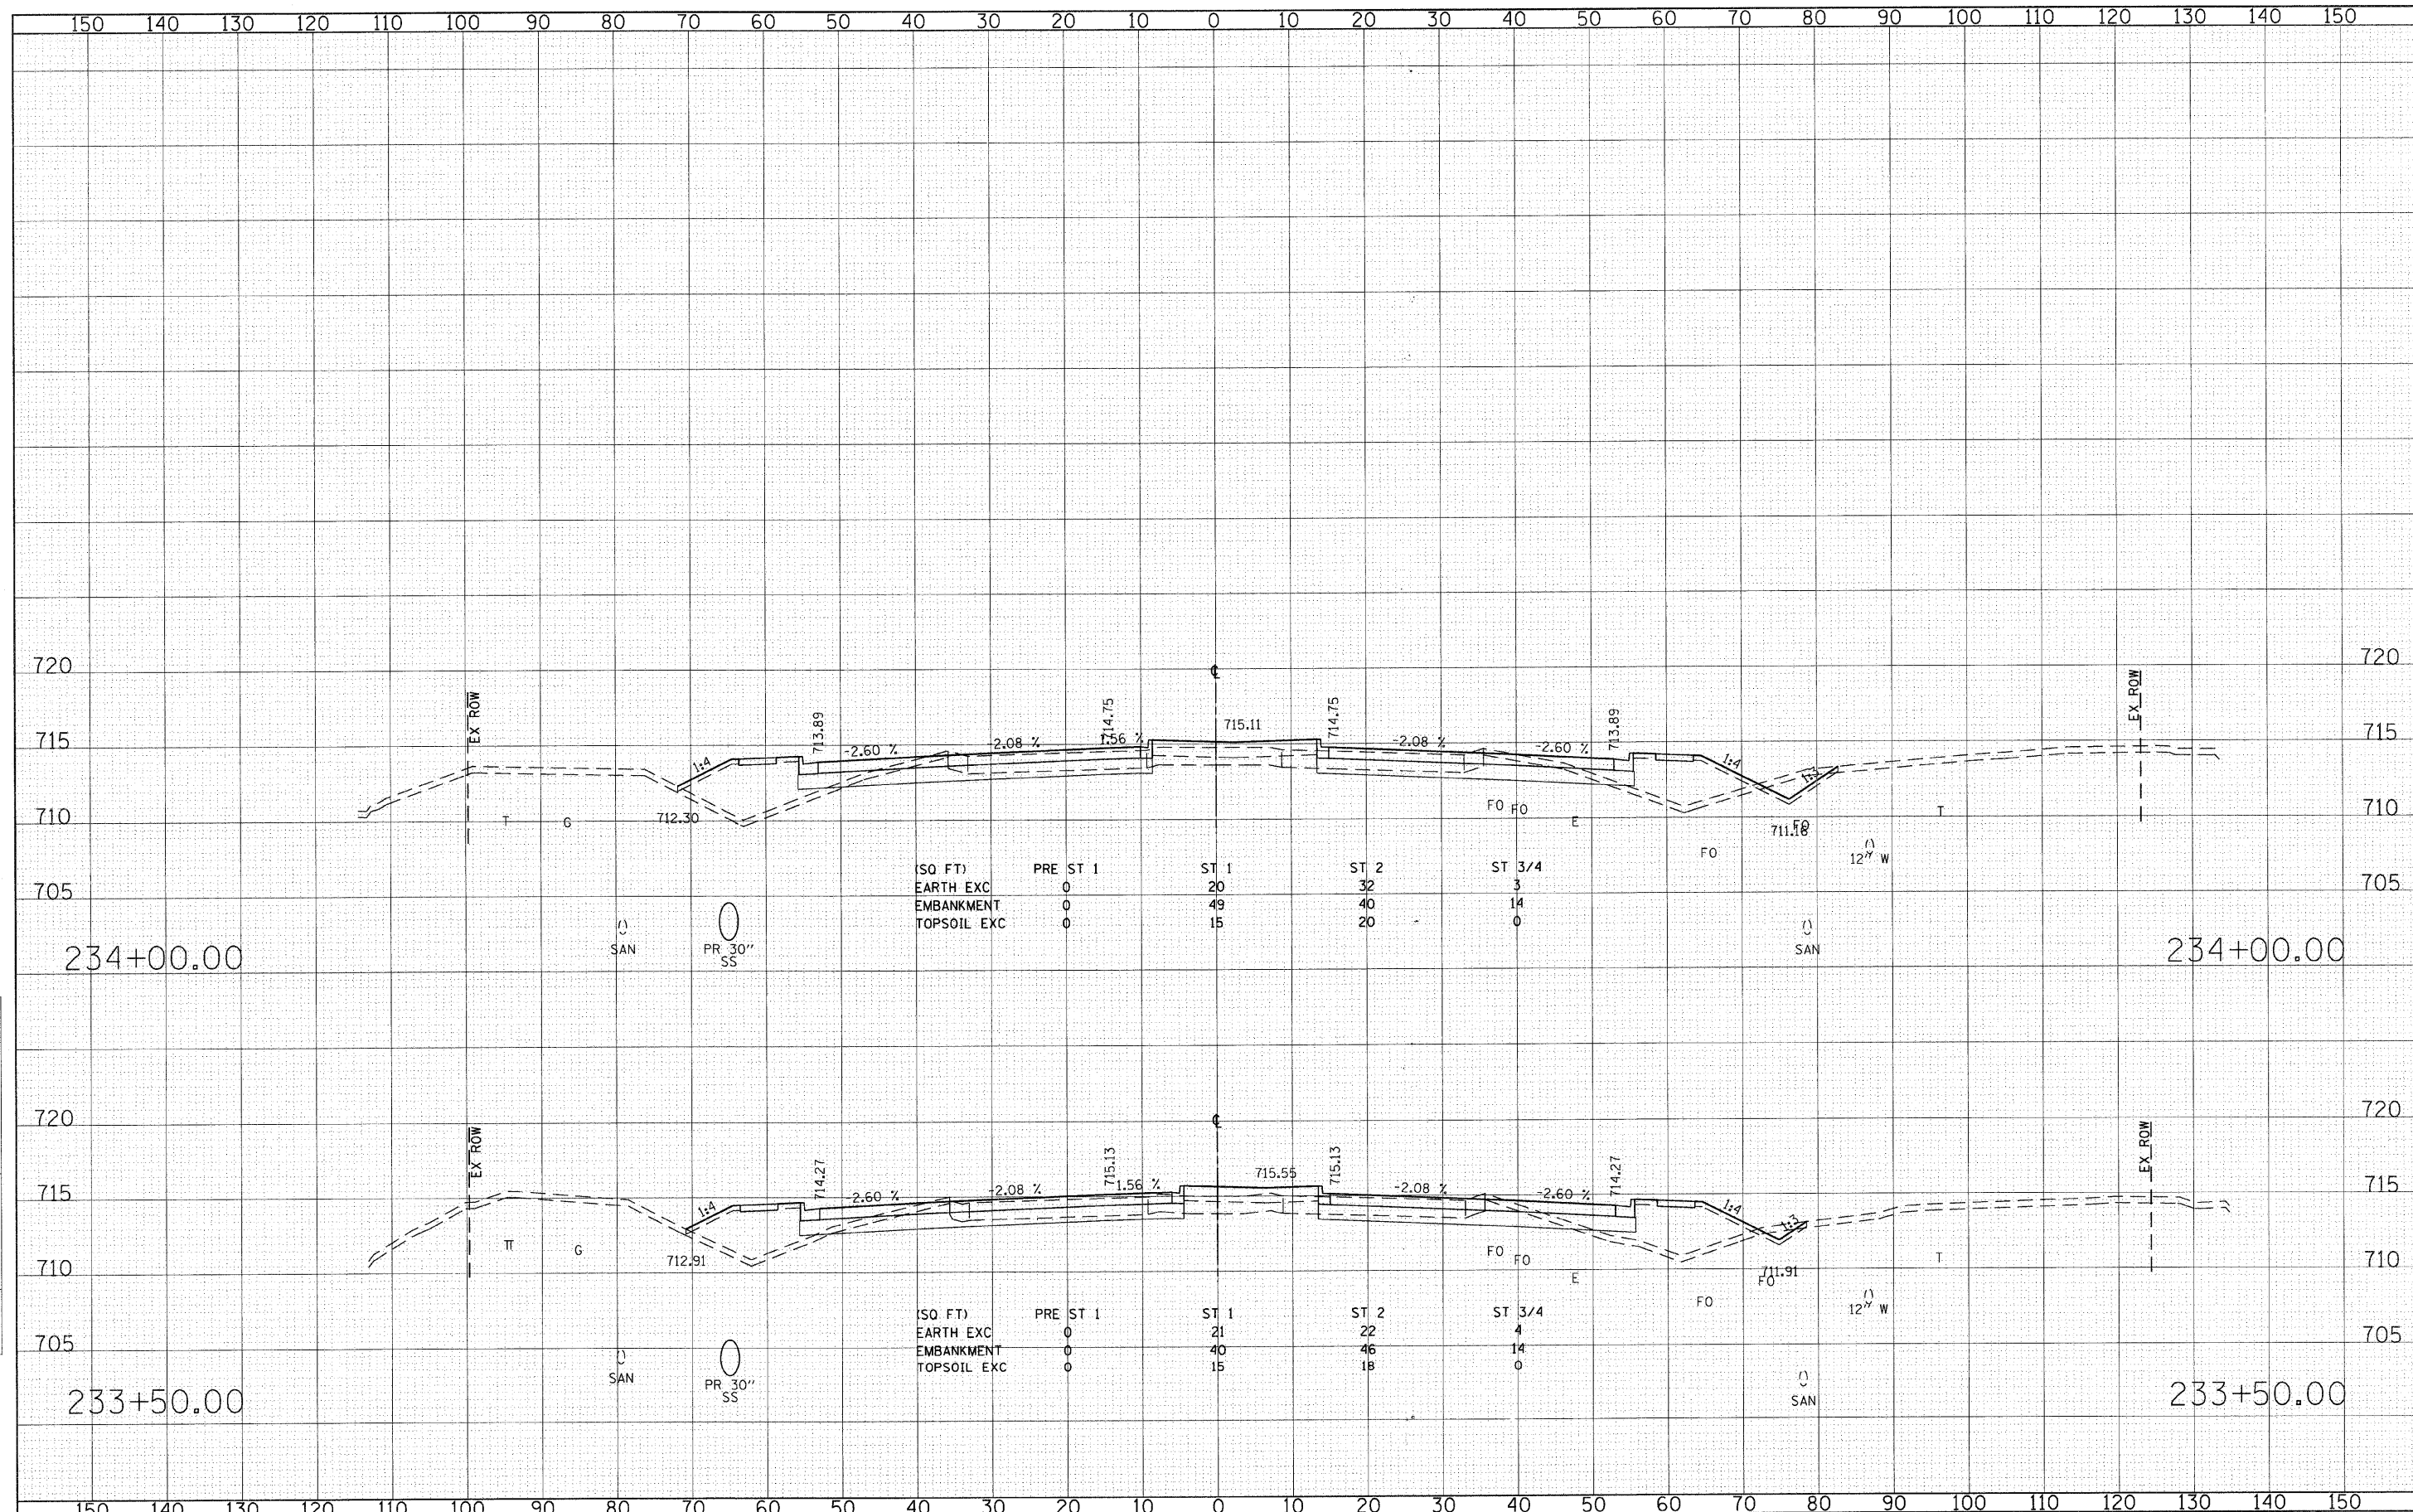 150 140 130 120 110 100 90 80 70 60 50 40 30 20 10 0 10 20 30 40 50 60 70 80 90 100 110 120 130 140 150
720 ℄ 720
EX ROW EX ROW
713.89 714.75 715.11 714.75 713.89
715 715
1:4 -2.60 % -2.08 % 1.56 % -2.08 % -2.60 % 1:4 1:3
710 T G 712.30 FO FO E 711.16 FO T 710
FO 12" W
(SQ FT) PRE ST 1 ST 1 ST 2 ST 3/4
EARTH EXC 0 20 32 3
705 705
EMBANKMENT 0 49 40 14
TOPSOIL EXC 0 15 20 0
SAN PR 30" SAN
SS
234+00.00 234+00.00
720 ℄ 720
EX ROW EX ROW
714.27 715.13 715.55 715.13 714.27
715 715
1:4 2.60 % -2.08 % 1.56 % -2.08 % -2.60 % 1:4 1:3
G FO FO T
710 712.91 E 711.91 FO 710
FO 12" W
(SQ FT) PRE ST 1 ST 1 ST 2 ST 3/4
EARTH EXC 0 21 22 4
705 705
EMBANKMENT 0 40 46 14
TOPSOIL EXC 0 15 18 0
SAN PR 30" SAN
SS
233+50.00 233+50.00
150 140 130 120 110 100 90 80 70 60 50 40 30 20 10 0 10 20 30 40 50 60 70 80 90 100 110 120 130 140 150